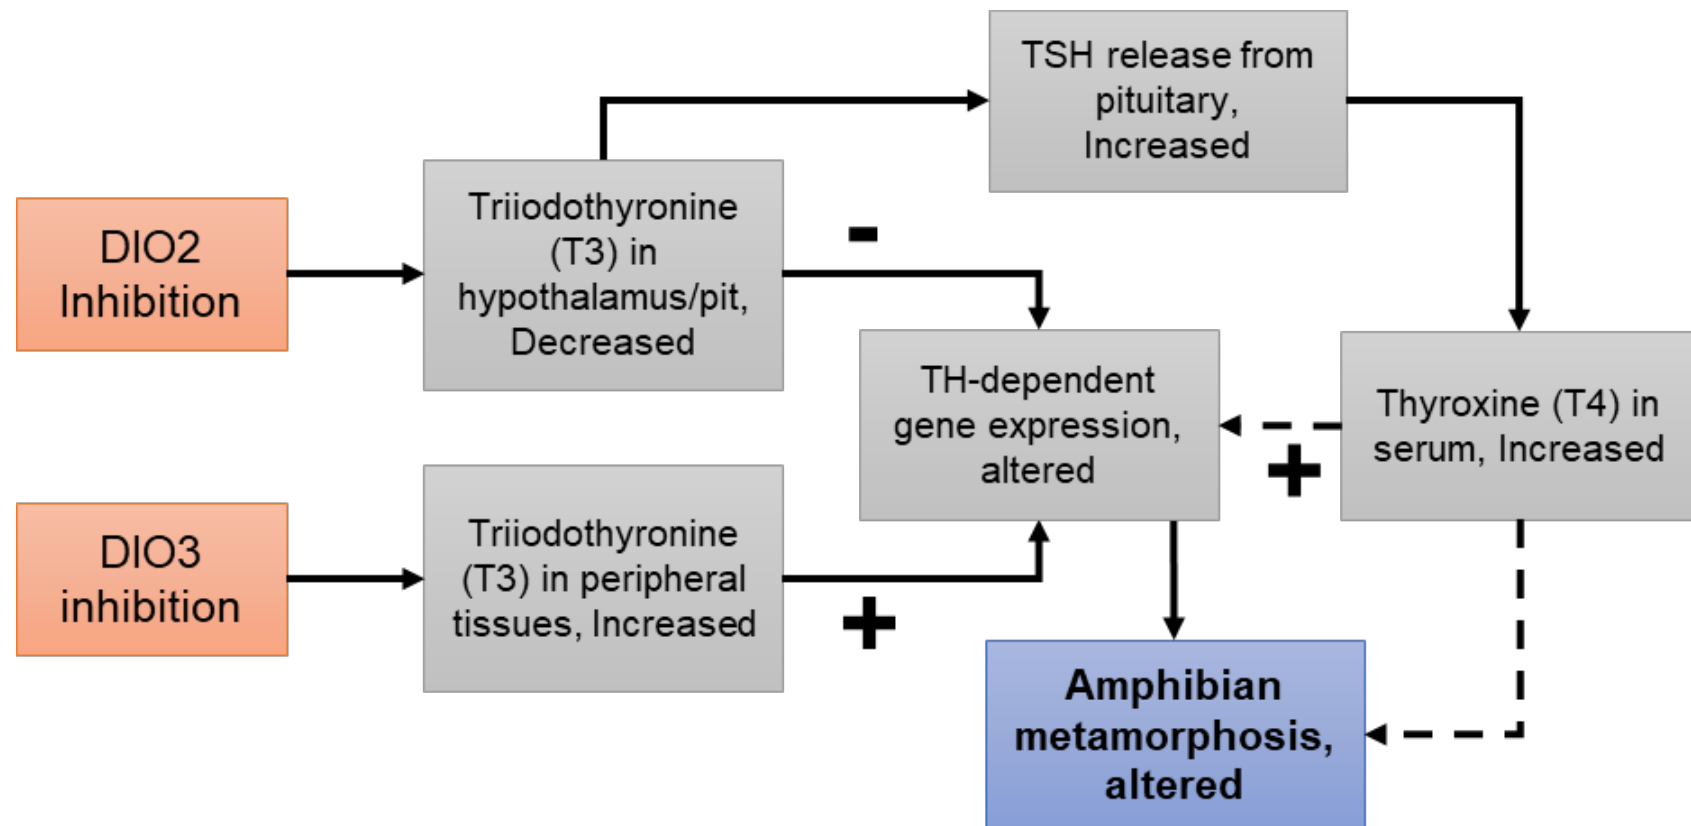 TSH release from
pituitary,
Increased
DIO2
Inhibition
Triiodothyronine
(T3) in
hypothalamus/pit,
Decreased
-
TH-dependent
gene expression,
altered
Thyroxine (T4) in
serum, Increased
+
DIO3
inhibition
Triiodothyronine
(T3) in peripheral
tissues, Increased
+
Amphibian
metamorphosis,
altered